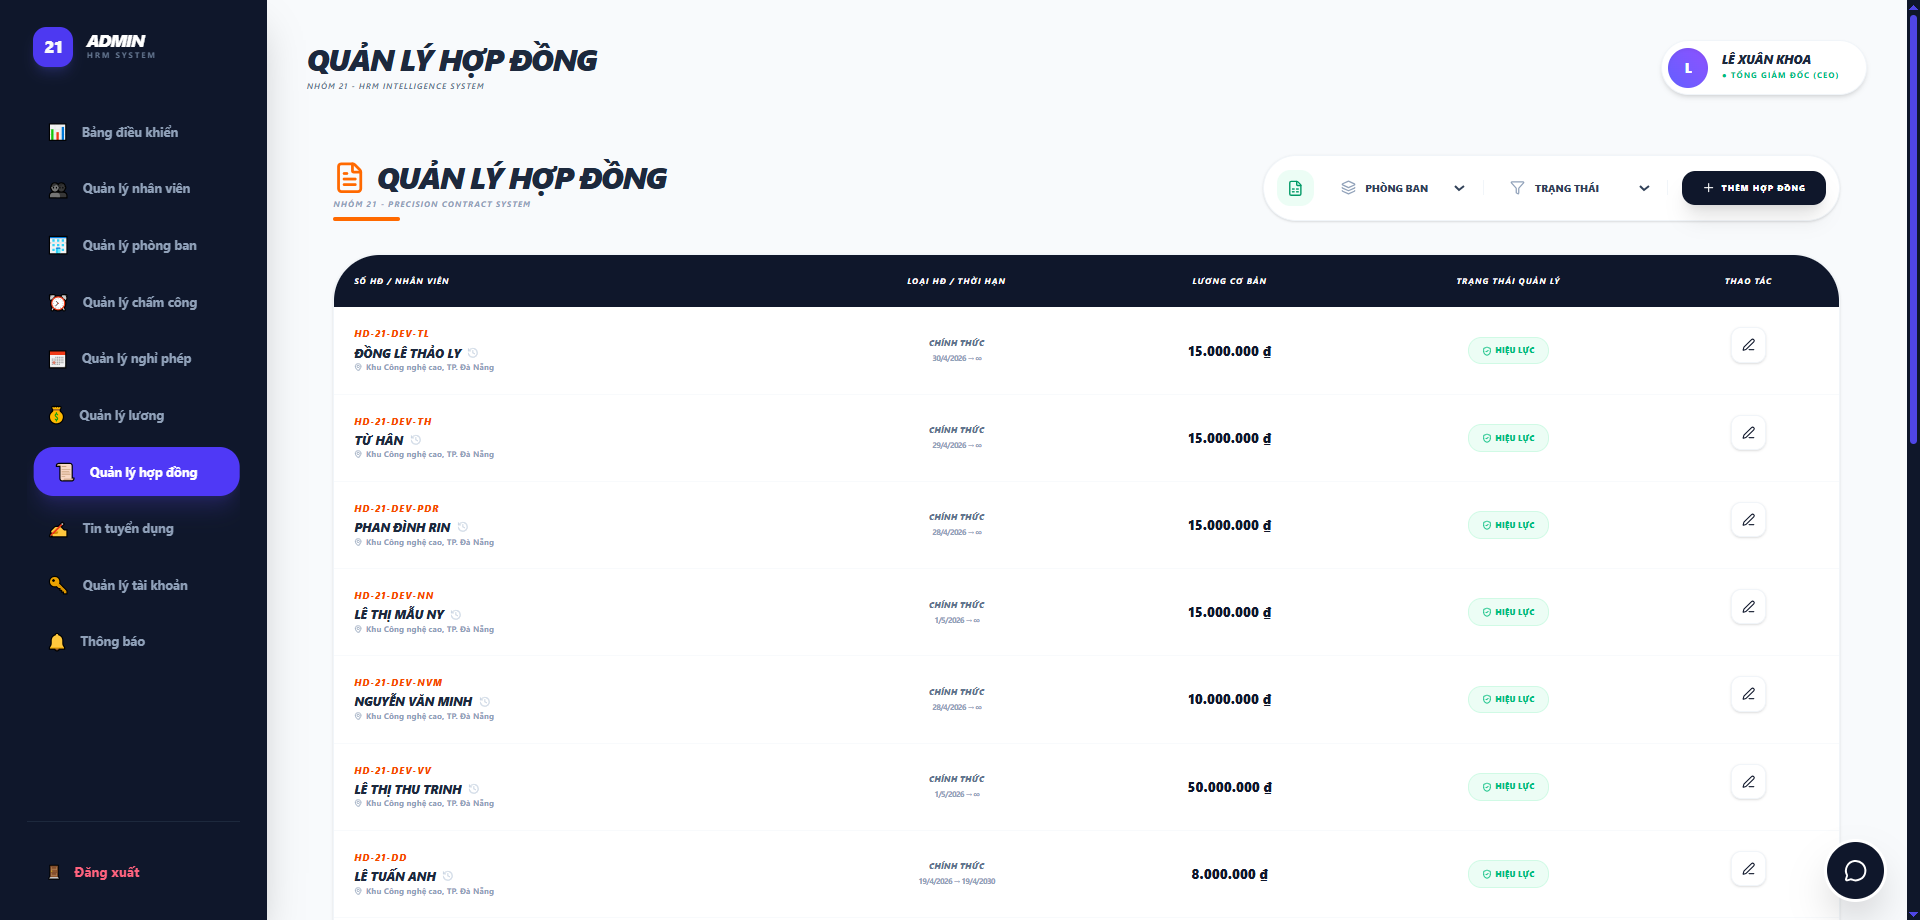 21
ADMIN
HRM SYSTEM
Bảng điều khiển
Quản lý nhân viên
Quản lý phòng ban
Quản lý chấm công
Quản lý nghỉ phép
Quản lý lương
Quản lý hợp đồng
Tin tuyển dụng
Quản lý tài khoản
Thông báo
Đăng xuất
QUẢN LÝ HỢP ĐỒNG
NHÓM 21 - HRM INTELLIGENCE SYSTEM
L
LÊ XUÂN KHOA
● TỔNG GIÁM ĐỐC (CEO)
QUẢN LÝ HỢP ĐỒNG
NHÓM 21 - PRECISION CONTRACT SYSTEM
PHÒNG BAN
TRẠNG THÁI
+ THÊM HỢP ĐỒNG
SỐ HĐ / NHÂN VIÊN LOẠI HĐ / THỜI HẠN LƯƠNG CƠ BẢN TRẠNG THÁI QUẢN LÝ THAO TÁC
HD-21-DEV-TL
ĐỒNG LÊ THẢO LY
Khu Công nghệ cao, TP. Đà Nẵng
CHÍNH THỨC
30/4/2026 → ∞
15.000.000 ₫
HIỆU LỰC
HD-21-DEV-TH
TỪ HÂN
Khu Công nghệ cao, TP. Đà Nẵng
CHÍNH THỨC
29/4/2026 → ∞
15.000.000 ₫
HIỆU LỰC
HD-21-DEV-PDR
PHAN ĐÌNH RIN
Khu Công nghệ cao, TP. Đà Nẵng
CHÍNH THỨC
28/4/2026 → ∞
15.000.000 ₫
HIỆU LỰC
HD-21-DEV-NN
LÊ THỊ MẪU NY
Khu Công nghệ cao, TP. Đà Nẵng
CHÍNH THỨC
1/5/2026 → ∞
15.000.000 ₫
HIỆU LỰC
HD-21-DEV-NVM
NGUYỄN VĂN MINH
Khu Công nghệ cao, TP. Đà Nẵng
CHÍNH THỨC
28/4/2026 → ∞
10.000.000 ₫
HIỆU LỰC
HD-21-DEV-VV
LÊ THỊ THU TRINH
Khu Công nghệ cao, TP. Đà Nẵng
CHÍNH THỨC
1/5/2026 → ∞
50.000.000 ₫
HIỆU LỰC
HD-21-DD
LÊ TUẤN ANH
Khu Công nghệ cao, TP. Đà Nẵng
CHÍNH THỨC
19/4/2026 → 19/4/2030
8.000.000 ₫
HIỆU LỰC